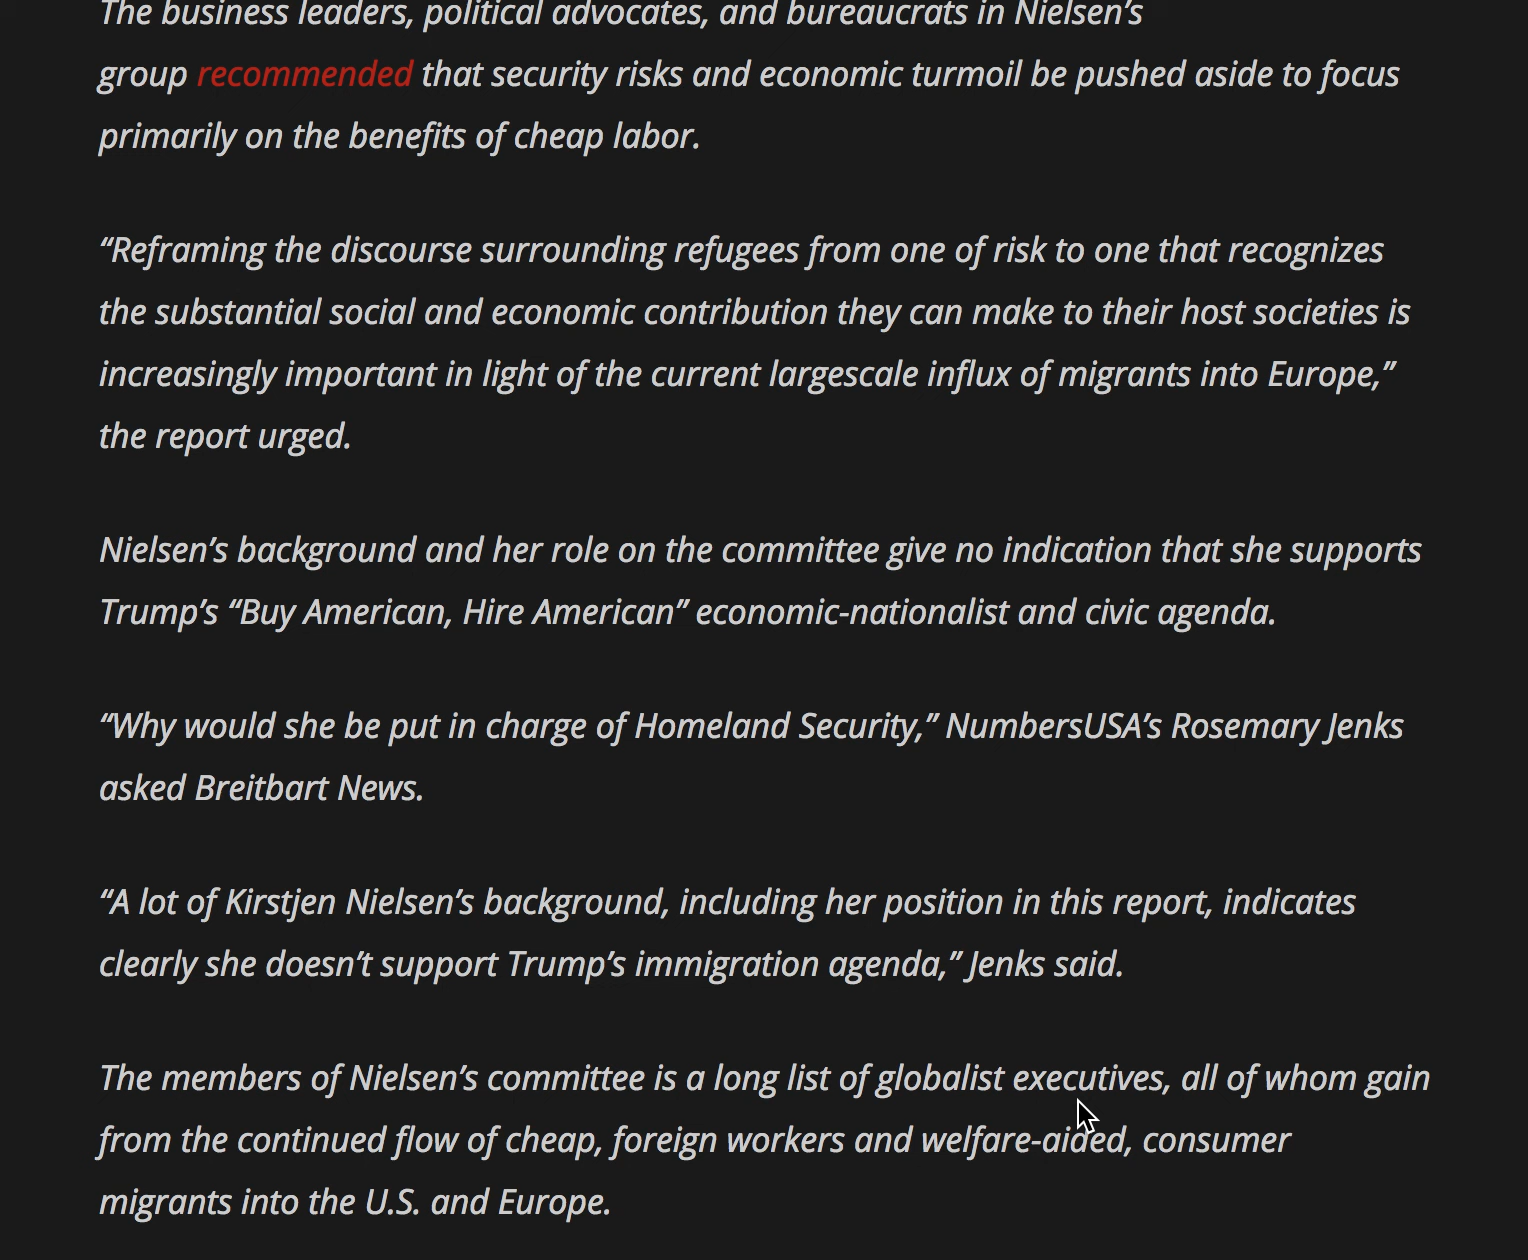 The business leaders, political advocates, and bureaucrats in Nielsen’s
group recommended that security risks and economic turmoil be pushed aside to focus
primarily on the benefits of cheap labor.
“Reframing the discourse surrounding refugees from one of risk to one that recognizes
the substantial social and economic contribution they can make to their host societies is
increasingly important in light of the current largescale influx of migrants into Europe,”
the report urged.
Nielsen’s background and her role on the committee give no indication that she supports
Trump’s “Buy American, Hire American” economic-nationalist and civic agenda.
“Why would she be put in charge of Homeland Security,” NumbersUSA’s Rosemary Jenks
asked Breitbart News.
“A lot of Kirstjen Nielsen’s background, including her position in this report, indicates
clearly she doesn’t support Trump’s immigration agenda,” Jenks said.
The members of Nielsen’s committee is a long list of globalist executives, all of whom gain
from the continued flow of cheap, foreign workers and welfare-aided, consumer
migrants into the U.S. and Europe.